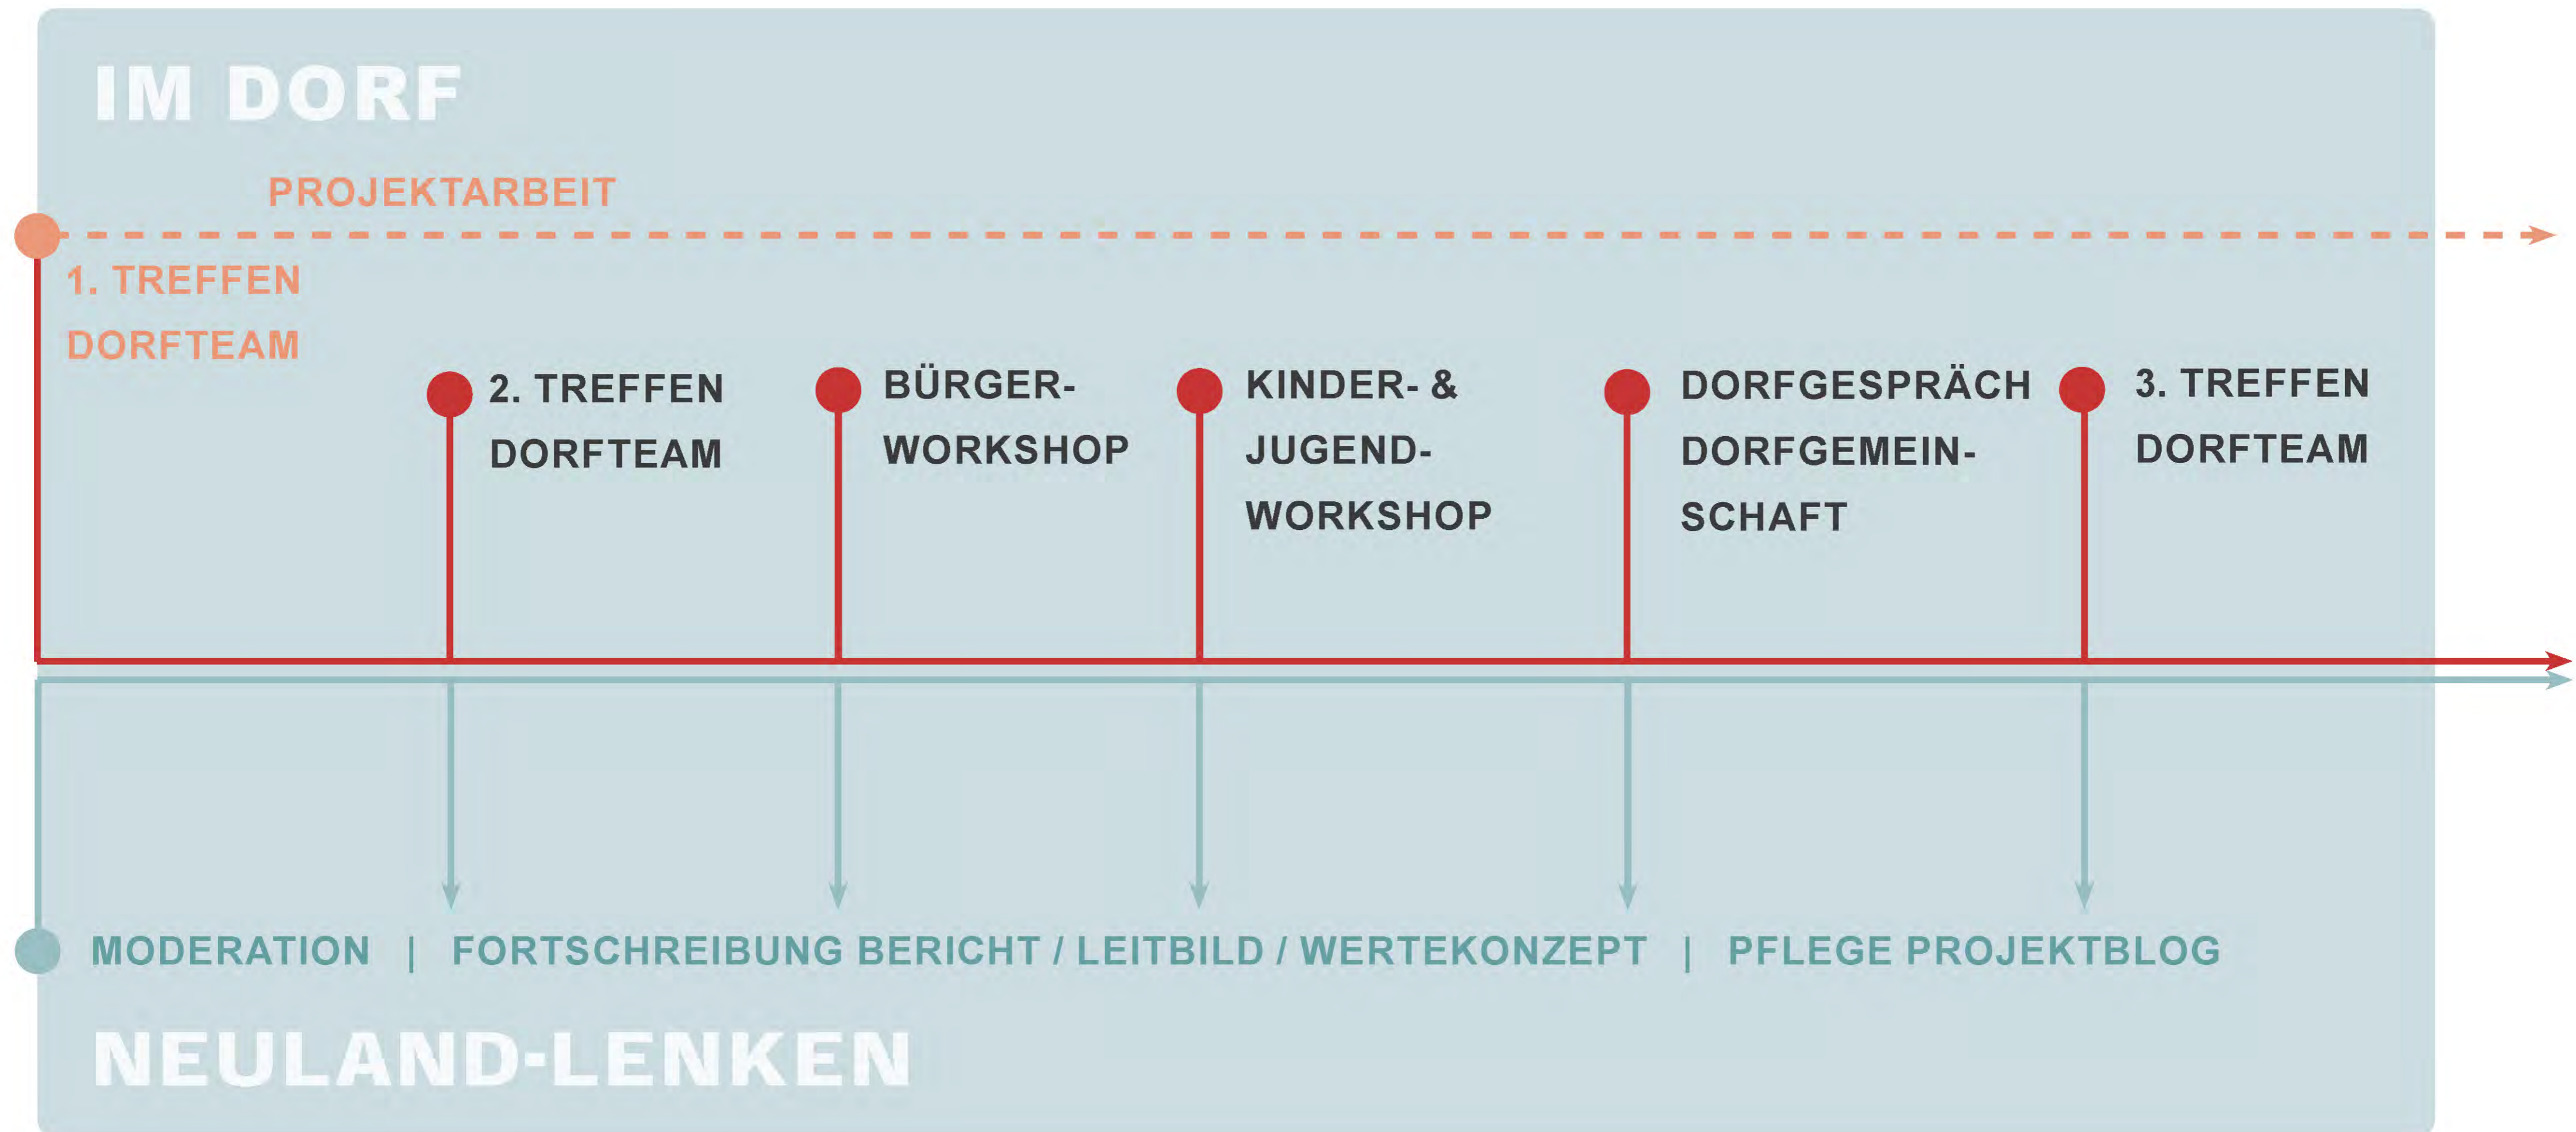 IM DORF
PROJEKTARBEIT
1. TREFFEN
DORFTEAM
2. TREFFEN
DORFTEAM
BÜRGER-
WORKSHOP
KINDER- &
JUGEND-
WORKSHOP
DORFGESPRÄCH
DORFGEMEIN-
SCHAFT
3. TREFFEN
DORFTEAM
MODERATION | FORTSCHREIBUNG BERICHT / LEITBILD / WERTEKONZEPT | PFLEGE PROJEKTBLOG
NEULAND-LENKEN